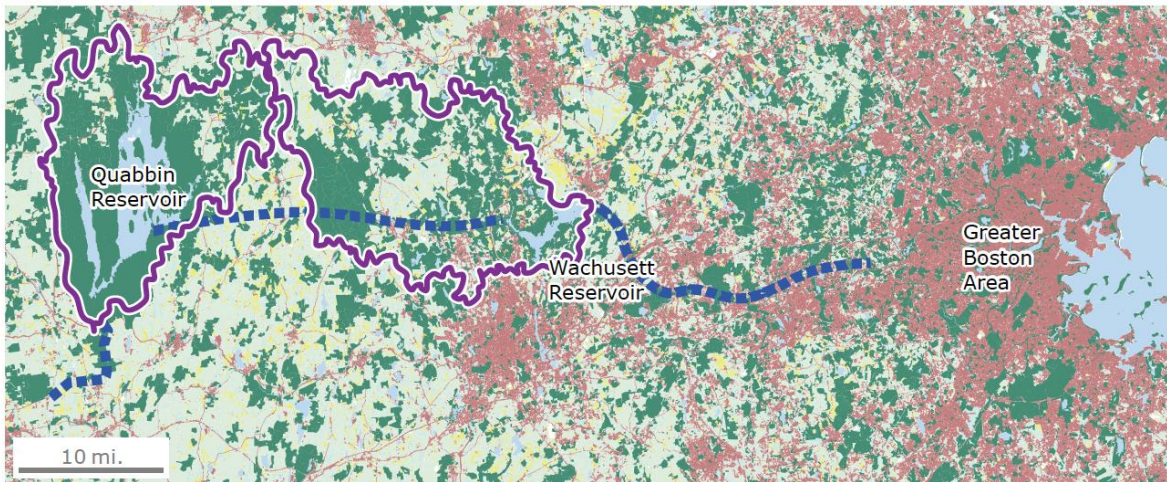 Quabbin
Reservoir
Wachusett
Reservoir
Greater
Boston
Area
10 mi.